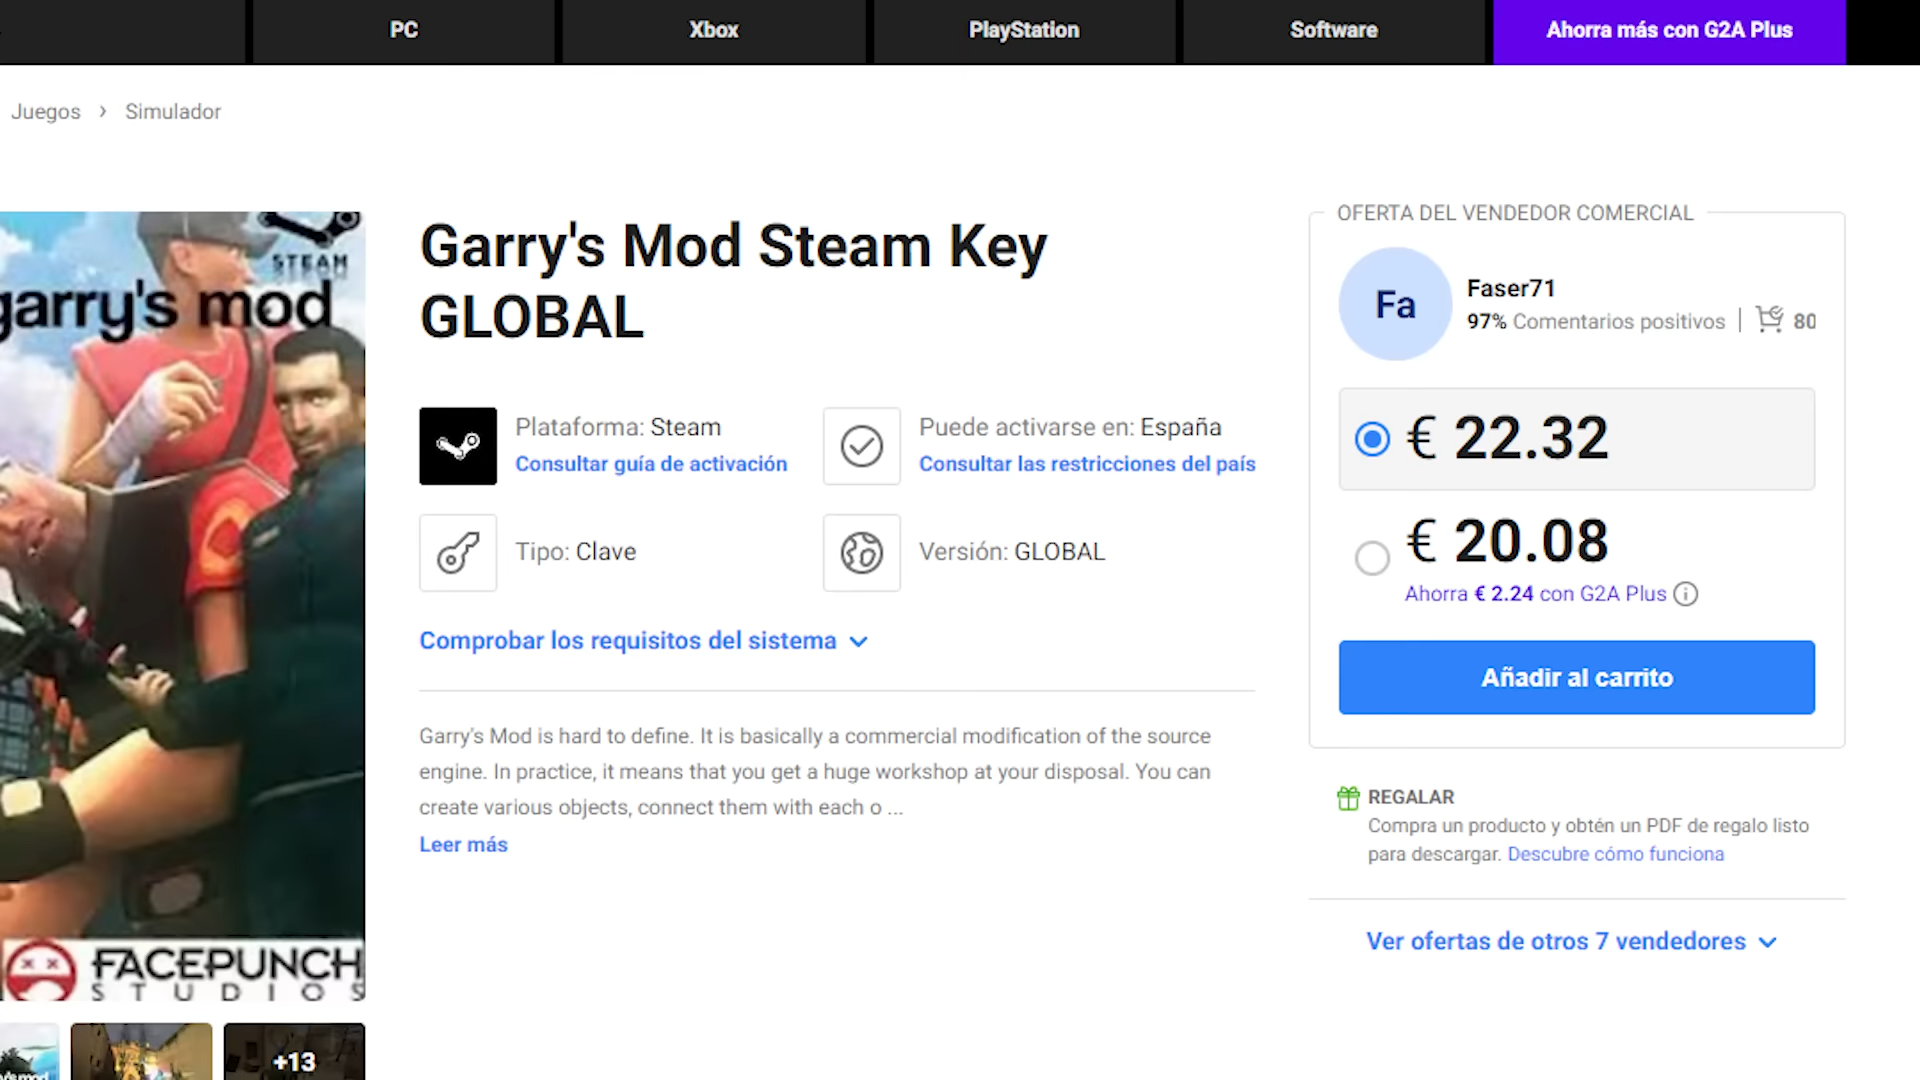 PC
Xbox
PlayStation
Software
Ahorra más con G2A Plus
Juegos › Simulador
STEAM
garry's mod
FACEPUNCH
STUDIOS
+13
Garry's Mod Steam Key
GLOBAL
Plataforma: Steam
Consultar guía de activación
Puede activarse en: España
Consultar las restricciones del país
Tipo: Clave
Versión: GLOBAL
Comprobar los requisitos del sistema
Garry's Mod is hard to define. It is basically a commercial modification of the source
engine. In practice, it means that you get a huge workshop at your disposal. You can
create various objects, connect them with each o ...
Leer más
OFERTA DEL VENDEDOR COMERCIAL
Fa
Faser71
97% Comentarios positivos | 80
€ 22.32
€ 20.08
Ahorra € 2.24 con G2A Plus
Añadir al carrito
REGALAR
Compra un producto y obtén un PDF de regalo listo
para descargar. Descubre cómo funciona
Ver ofertas de otros 7 vendedores